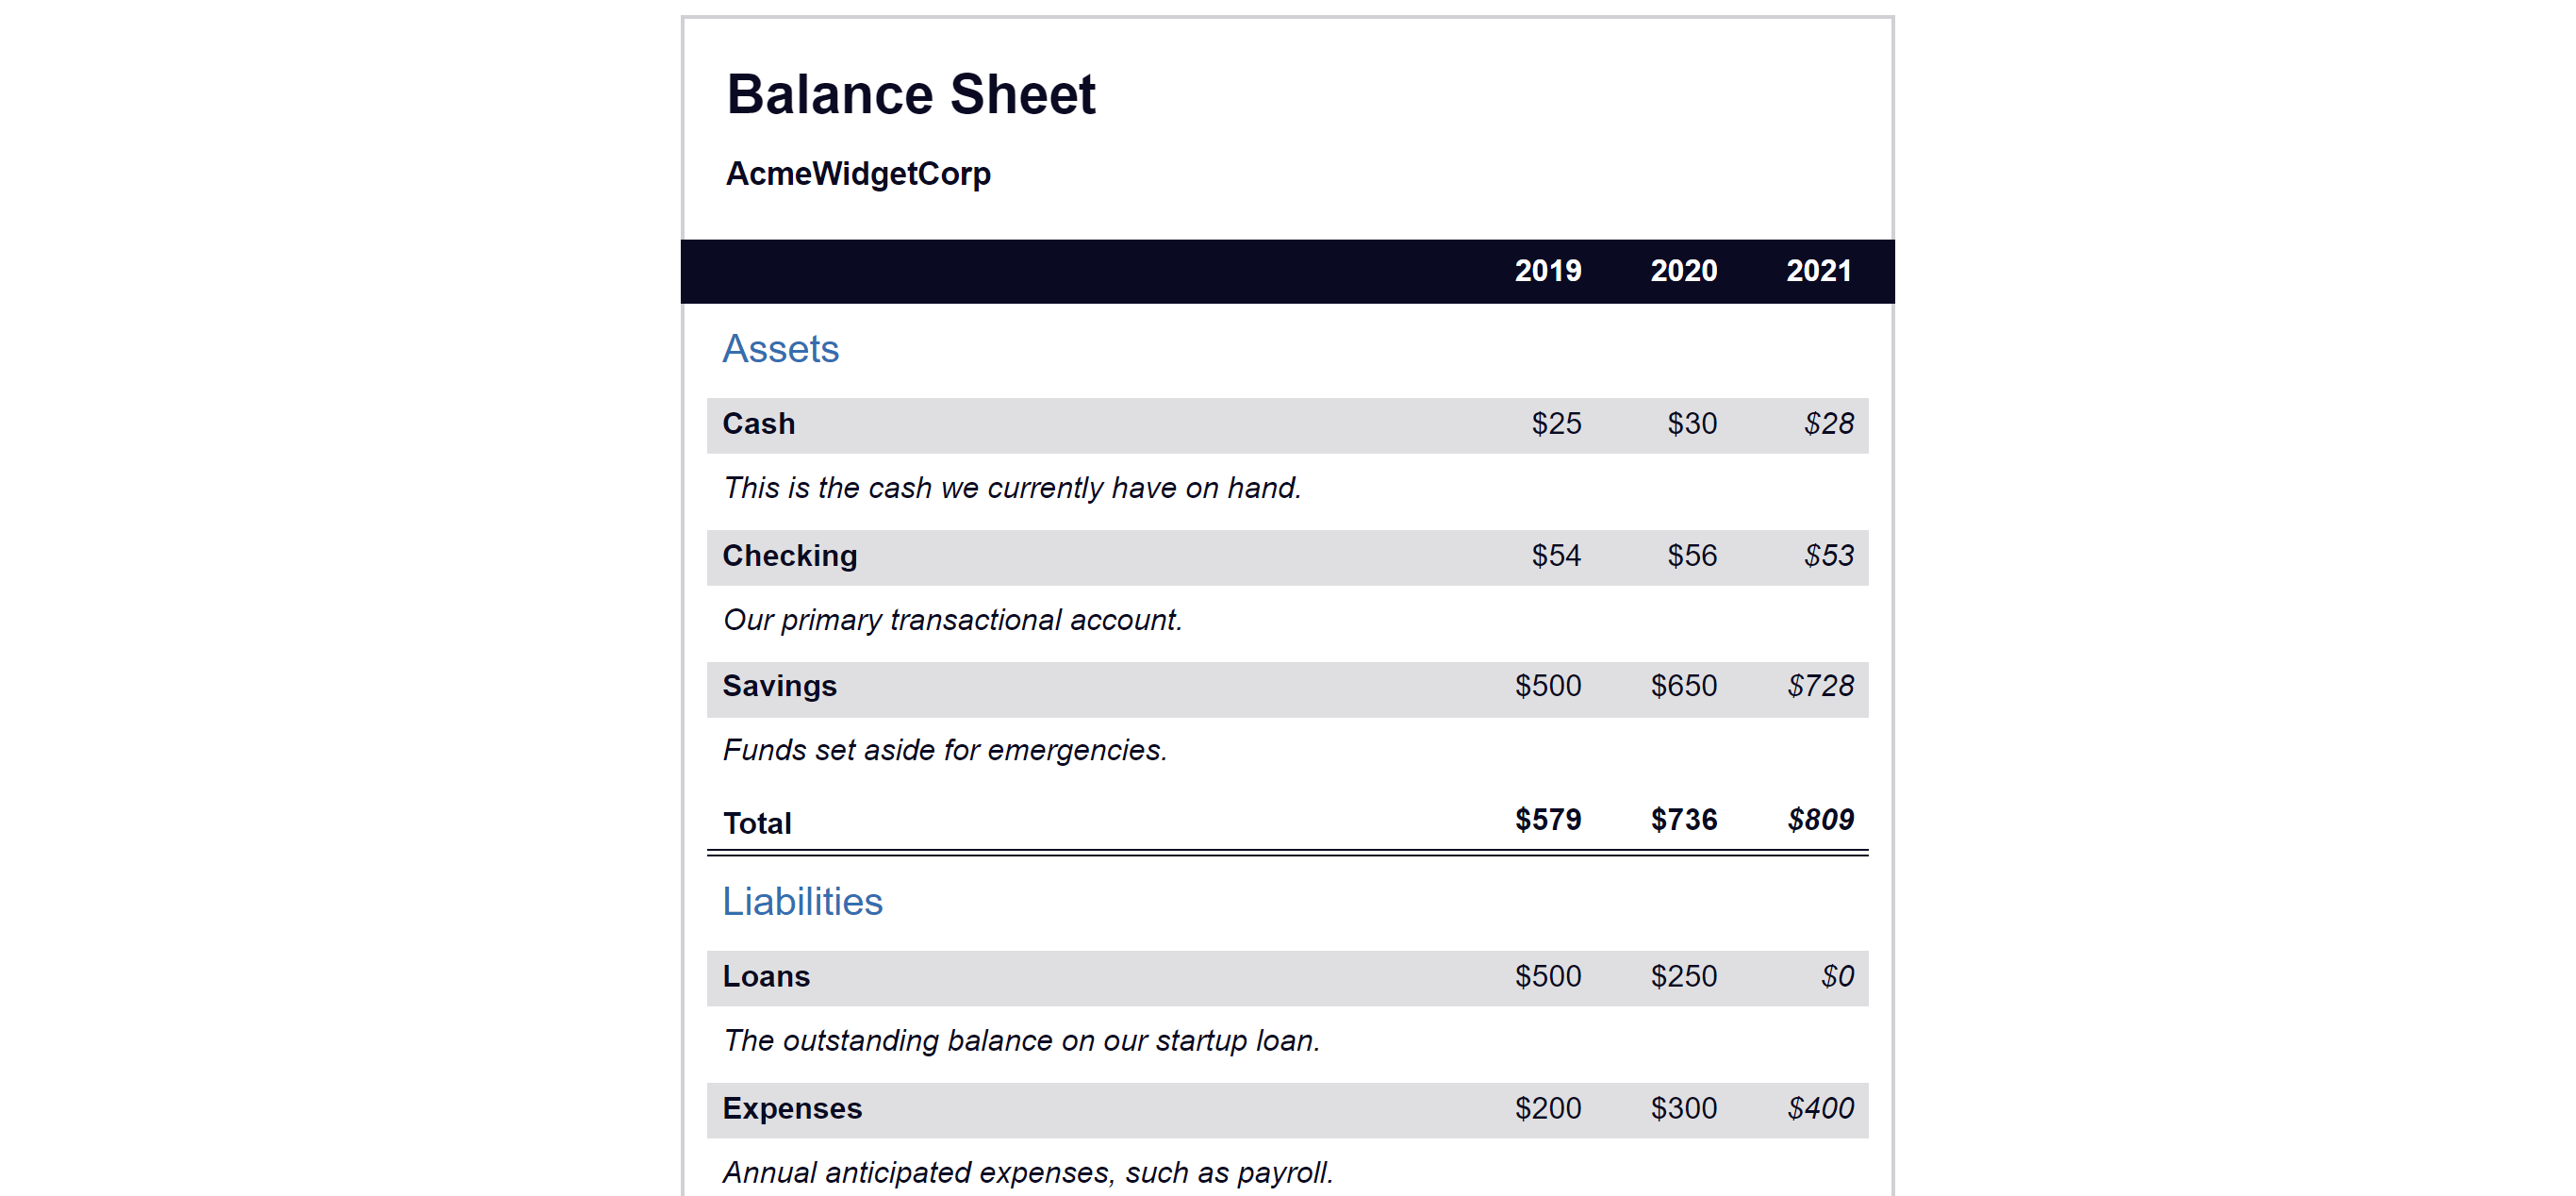 Balance Sheet
AcmeWidgetCorp
2019 2020 2021
Assets
Cash $25 $30 $28
This is the cash we currently have on hand.
Checking $54 $56 $53
Our primary transactional account.
Savings $500 $650 $728
Funds set aside for emergencies.
Total $579 $736 $809
Liabilities
Loans $500 $250 $0
The outstanding balance on our startup loan.
Expenses $200 $300 $400
Annual anticipated expenses, such as payroll.